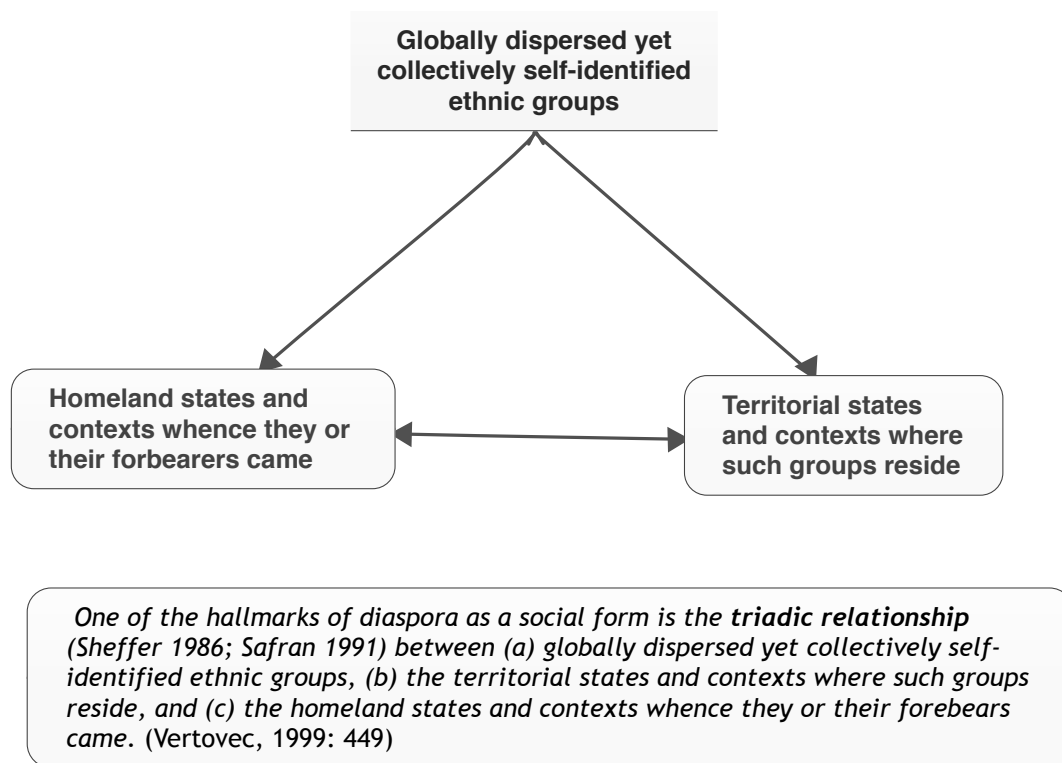 Globally dispersed yet
collectively self-identified
ethnic groups
Homeland states and
contexts whence they or
their forbearers came
Territorial states
and contexts where
such groups reside
One of the hallmarks of diaspora as a social form is the triadic relationship
(Sheffer 1986; Safran 1991) between (a) globally dispersed yet collectively self-
identified ethnic groups, (b) the territorial states and contexts where such groups
reside, and (c) the homeland states and contexts whence they or their forebears
came. (Vertovec, 1999: 449)